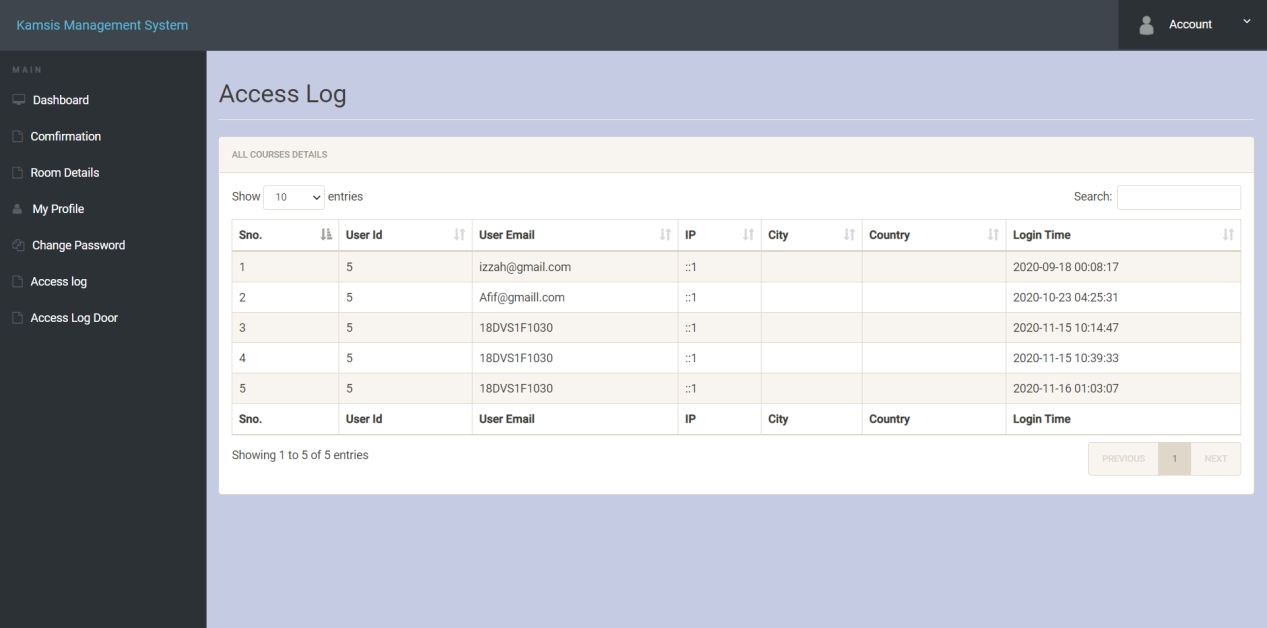 Kamsis Management System
Account
MAIN
Dashboard
Comfirmation
Room Details
My Profile
Change Password
Access log
Access Log Door
Access Log
ALL COURSES DETAILS
Show 10 entries Search:
Sno. User Id User Email IP City Country Login Time
1 5 izzah@gmail.com ::1 2020-09-18 00:08:17
2 5 Afif@gmaill.com ::1 2020-10-23 04:25:31
3 5 18DVS1F1030 ::1 2020-11-15 10:14:47
4 5 18DVS1F1030 ::1 2020-11-15 10:39:33
5 5 18DVS1F1030 ::1 2020-11-16 01:03:07
Sno. User Id User Email IP City Country Login Time
Showing 1 to 5 of 5 entries
PREVIOUS 1 NEXT